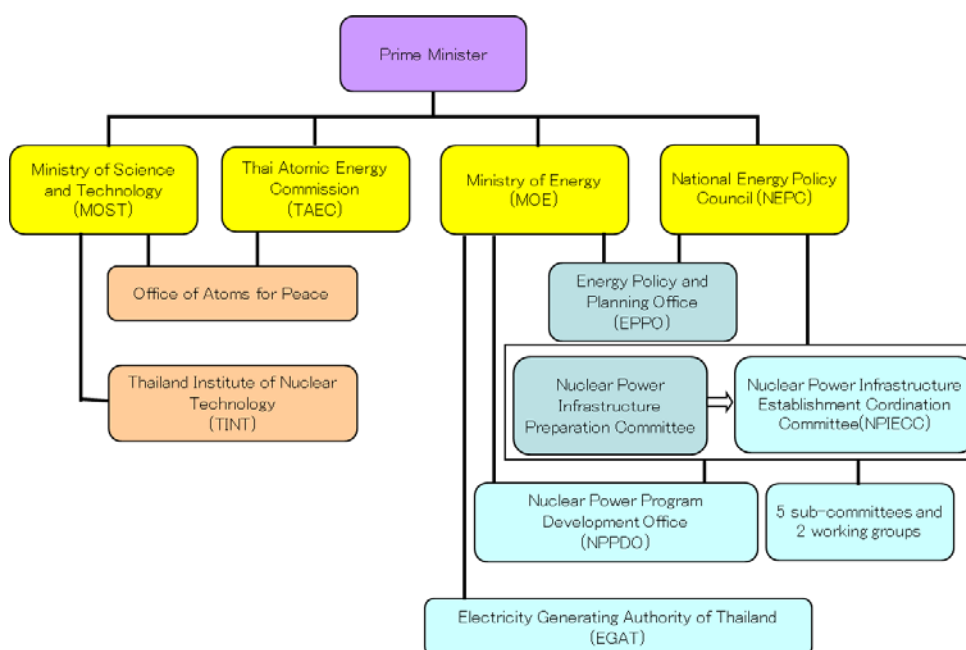 Prime Minister
Ministry of Science
and Technology
(MOST)
Thai Atomic Energy
Commission
(TAEC)
Ministry of Energy
(MOE)
National Energy Policy
Council (NEPC)
Office of Atoms for Peace
Energy Policy and
Planning Office
(EPPO)
Thailand Institute of Nuclear
Technology
(TINT)
Nuclear Power
Infrastructure
Preparation Committee
Nuclear Power Infrastructure
Establishment Cordination
Committee(NPIECC)
Nuclear Power Program
Development Office
(NPPDO)
5 sub-committees and
2 working groups
Electricity Generating Authority of Thailand
(EGAT)